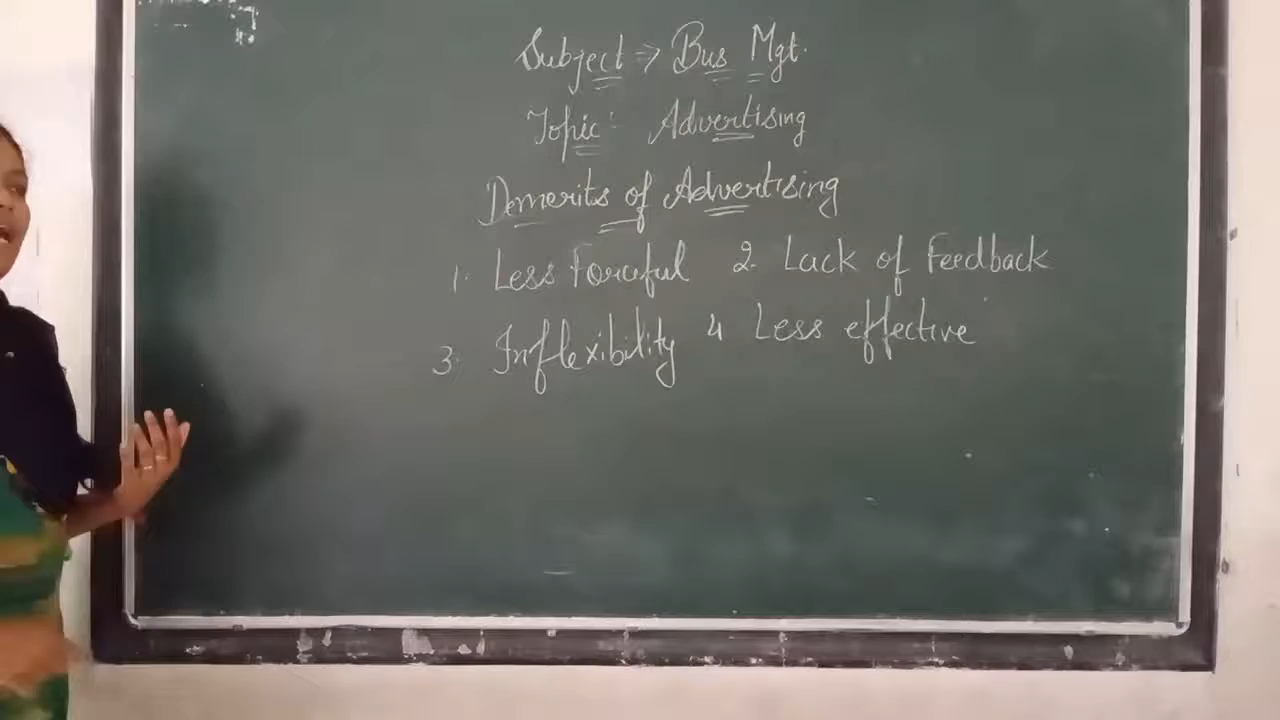 Subject → Bus Mgt.
Topic: Advertising
Demerits of Advertising
1. Less Forceful 2. Lack of Feedback
3. Inflexibility 4 Less effective